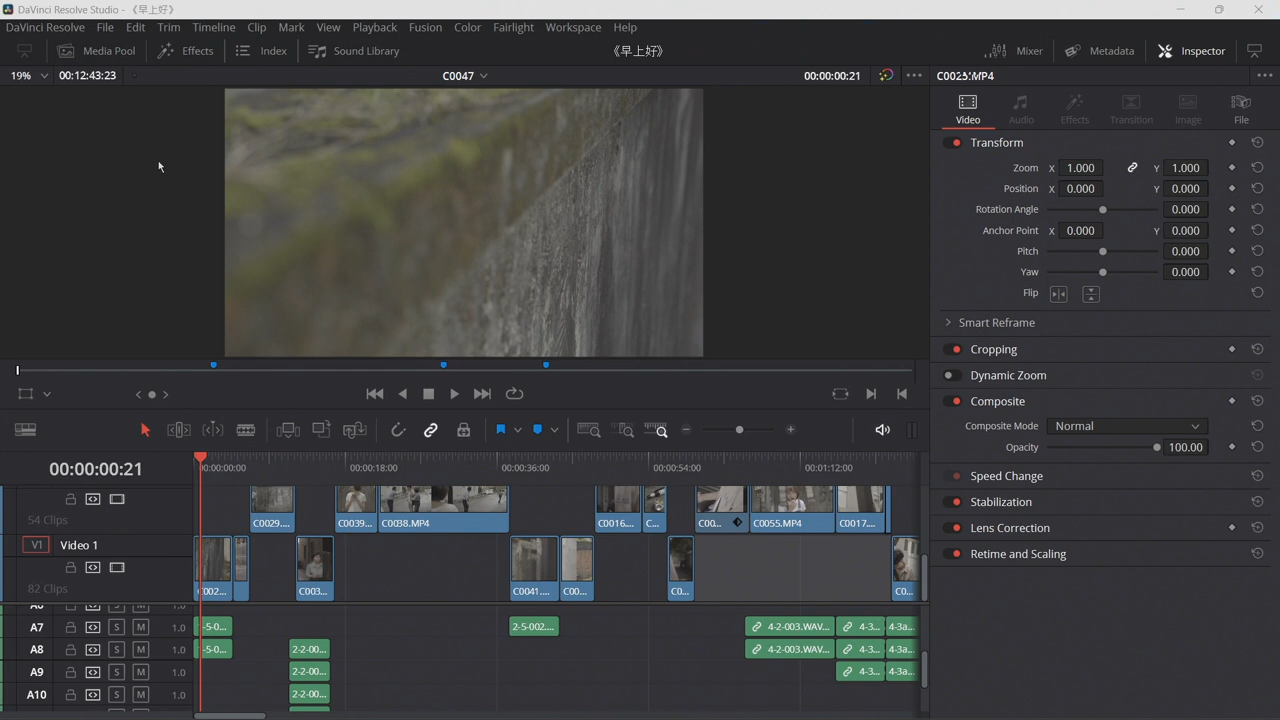 DaVinci Resolve Studio - 《早上好》
DaVinci Resolve File Edit Trim Timeline Clip Mark View Playback Fusion Color Fairlight Workspace Help
Media Pool Effects Index Sound Library 《早上好》 Mixer Metadata Inspector
19% 00:12:43:23 C0047 00:00:00:21
Video Audio Effects Transition Image File
Transform
Zoom X 1.000 Y 1.000
Position X 0.000 Y 0.000
Rotation Angle 0.000
Anchor Point X 0.000 Y 0.000
Pitch 0.000
Yaw 0.000
Flip
Smart Reframe
Cropping
Dynamic Zoom
Composite
Composite Mode Normal
Opacity 100.00
Speed Change
Stabilization
Lens Correction
Retime and Scaling
00:00:00:21 00:00:00:00 00:00:18:00 00:00:36:00 00:00:54:00 00:01:12:00
54 Clips C0029.... C0039... C0038.MP4 C0016.... C... C00... C0055.MP4 C0017....
V1 Video 1
82 Clips C002... C003... C0041.... C00... C0... C0...
A7 S M 1.0 -5-0... 2-5-002.... 4-2-003.WAV... 4-3... 4-3a...
A8 S M 1.0 -5-0... 2-2-00... 4-2-003.WAV... 4-3... 4-3a...
A9 S M 1.0 2-2-00... 4-3... 4-3a...
A10 S M 1.0 2-2-00...